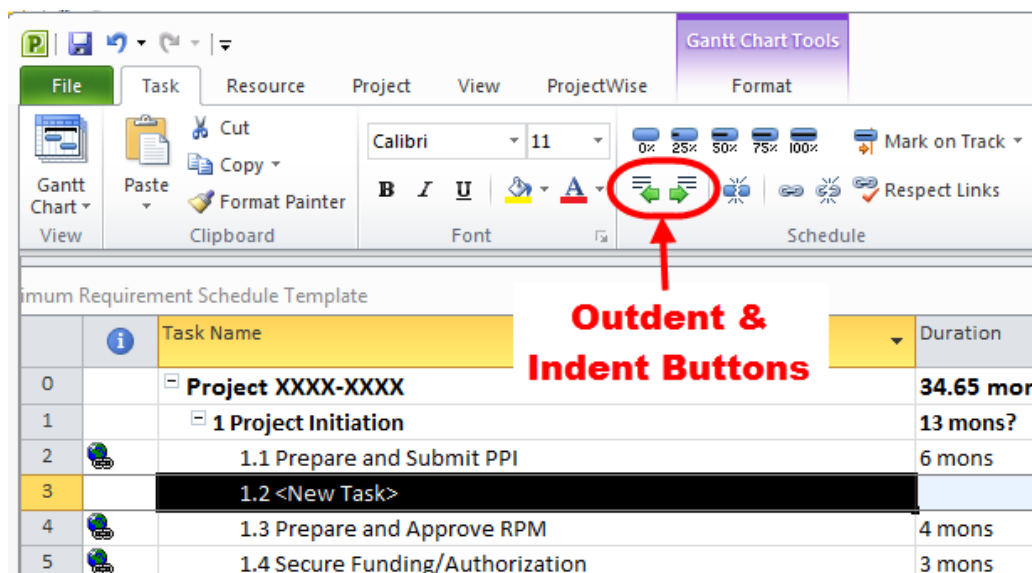 Gantt Chart Tools
File Task Resource Project View ProjectWise Format
Cut
Copy
Format Painter
Paste
Gantt
Chart
View
Clipboard
Calibri 11
B I U A
Font
0% 25% 50% 75% 100%
Mark on Track
Respect Links
Schedule
imum Requirement Schedule Template
Outdent &
Indent Buttons
Task Name Duration
0 Project XXXX-XXXX 34.65 mon
1 1 Project Initiation 13 mons?
2 1.1 Prepare and Submit PPI 6 mons
3 1.2 <New Task>
4 1.3 Prepare and Approve RPM 4 mons
5 1.4 Secure Funding/Authorization 3 mons